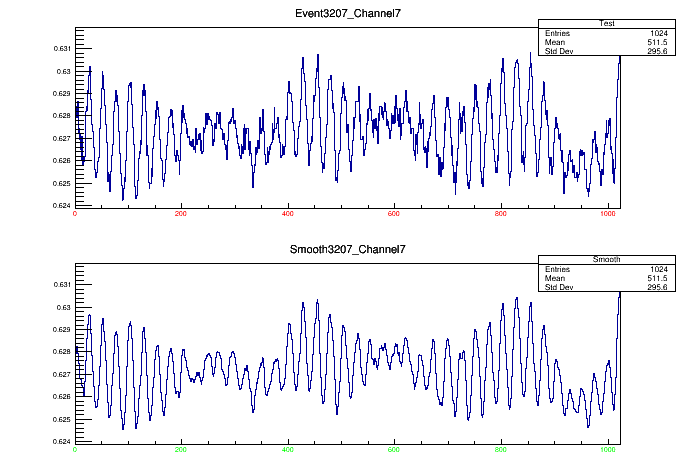 Event3207_Channel7
Test
Entries 1024
Mean 511.5
Std Dev 295.6
0.631
0.63
0.629
0.628
0.627
0.626
0.625
0.624
0 200 400 600 800 1000
Smooth3207_Channel7
Smooth
Entries 1024
Mean 511.5
Std Dev 295.6
0.631
0.63
0.629
0.628
0.627
0.626
0.625
0.624
0 200 400 600 800 1000